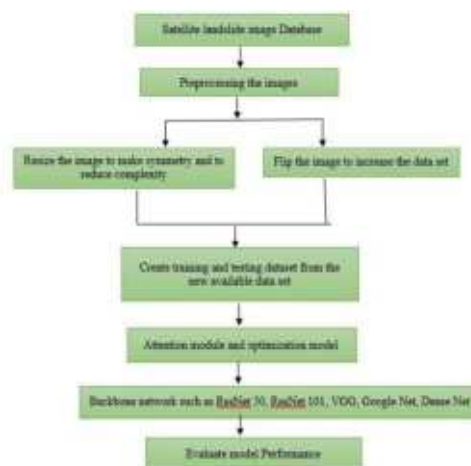 Satellite landslide image Database
Preprocessing the images
Resize the image to make symmetry and to
reduce complexity
Flip the image to increase the data set
Create training and testing dataset from the
new available data set
Attention module and optimization model
Backbone network such as ResNet 50, ResNet 101, VGG, Google Net, Dense Net
Evaluate model Performance